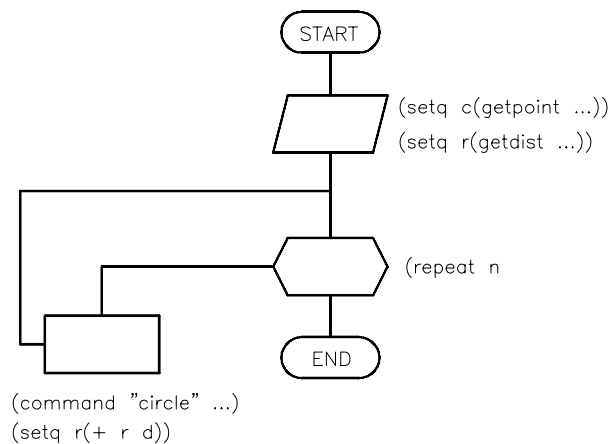 START
(setq c(getpoint ...))
(setq r(getdist ...))
(repeat n
END
(command "circle" ...)
(setq r(+ r d))